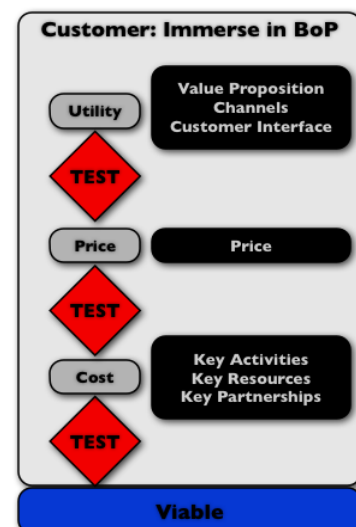 Customer: Immerse in BoP
Utility
Value Proposition
Channels
Customer Interface
TEST
Price
Price
TEST
Cost
Key Activities
Key Resources
Key Partnerships
TEST
Viable